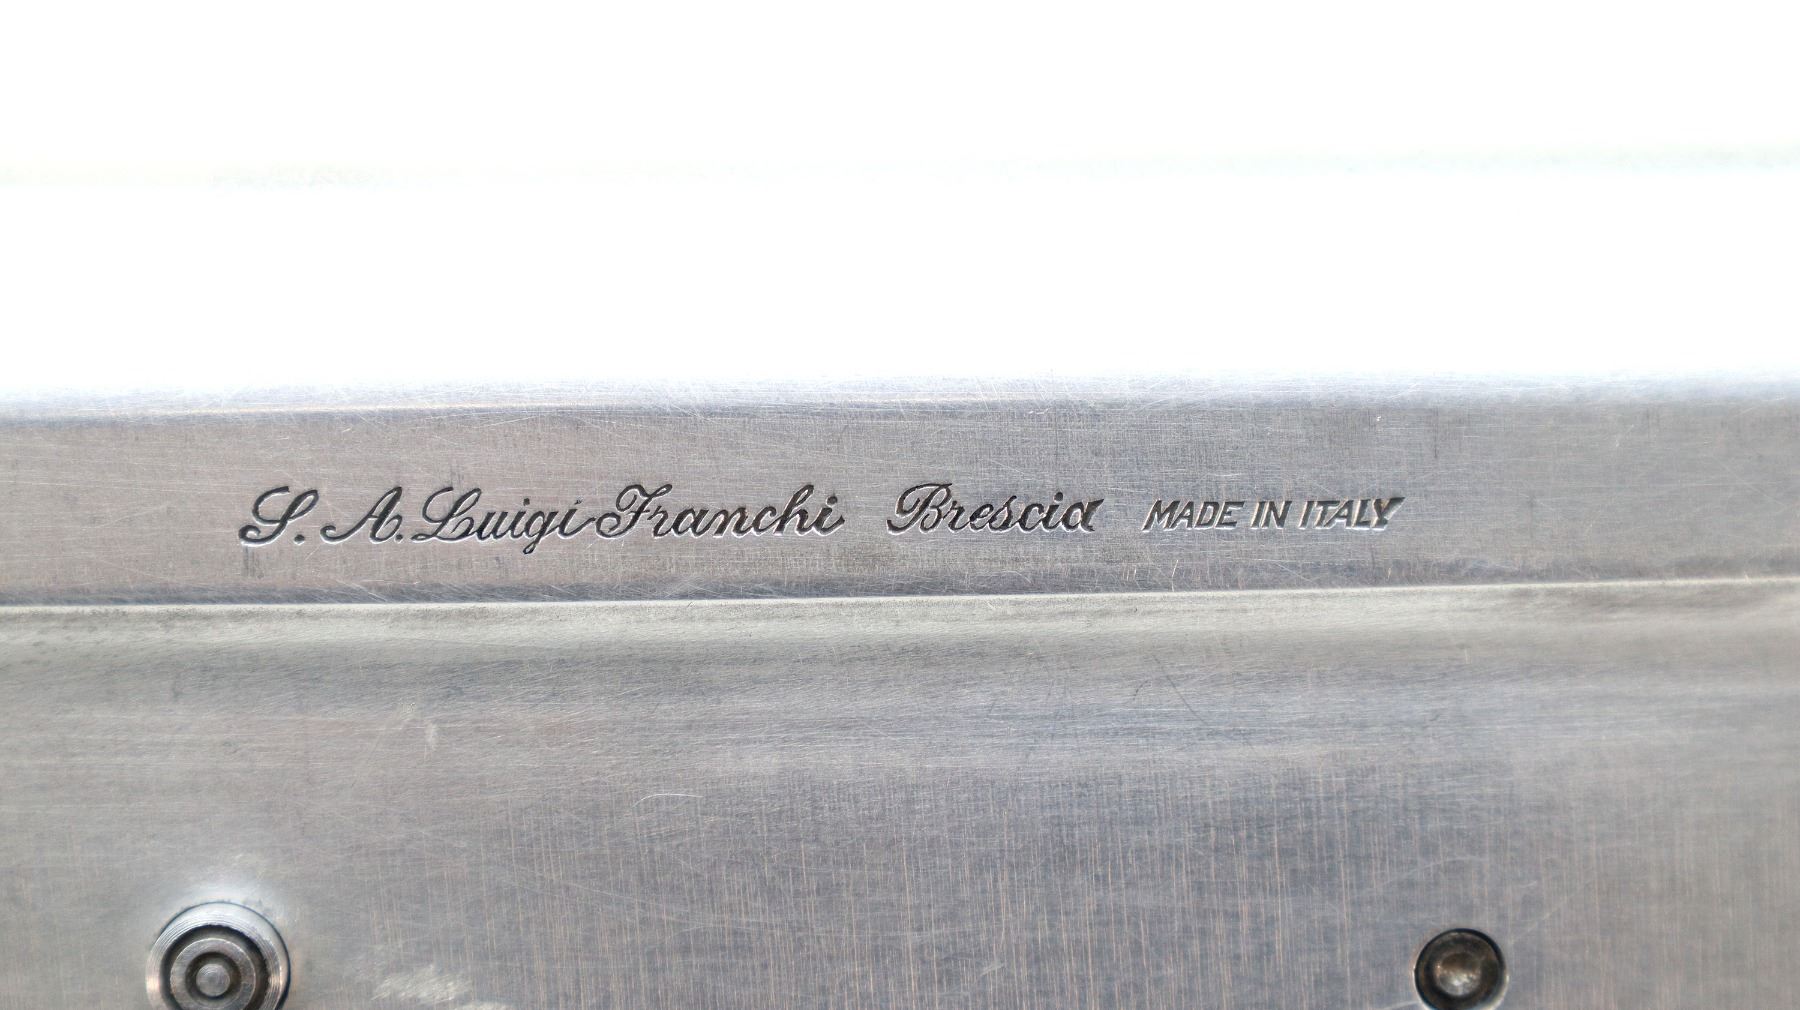 S. A. Luigi Franchi Brescia MADE IN ITALY